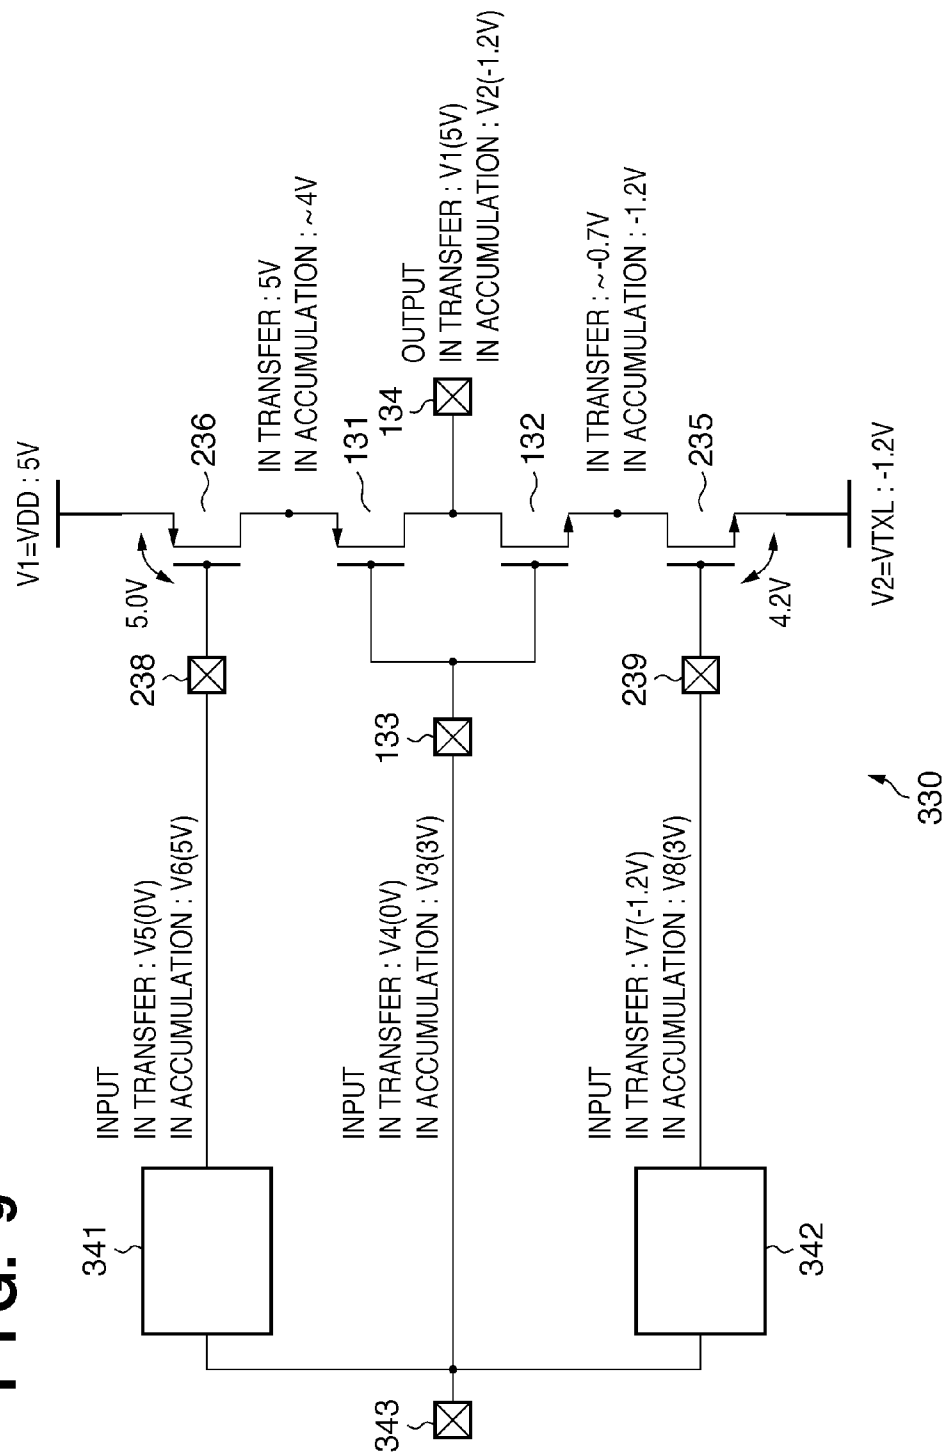 FIG. 9
V1=VDD : 5V
341
INPUT
IN TRANSFER : V5(0V)
IN ACCUMULATION : V6(5V)
238
5.0V
236
IN TRANSFER : 5V
IN ACCUMULATION : ~4V
343
INPUT
IN TRANSFER : V4(0V)
IN ACCUMULATION : V3(3V)
133
131
134
OUTPUT
IN TRANSFER : V1(5V)
IN ACCUMULATION : V2(-1.2V)
132
IN TRANSFER : ~-0.7V
IN ACCUMULATION : -1.2V
342
INPUT
IN TRANSFER : V7(-1.2V)
IN ACCUMULATION : V8(3V)
239
235
4.2V
V2=VTXL : -1.2V
330